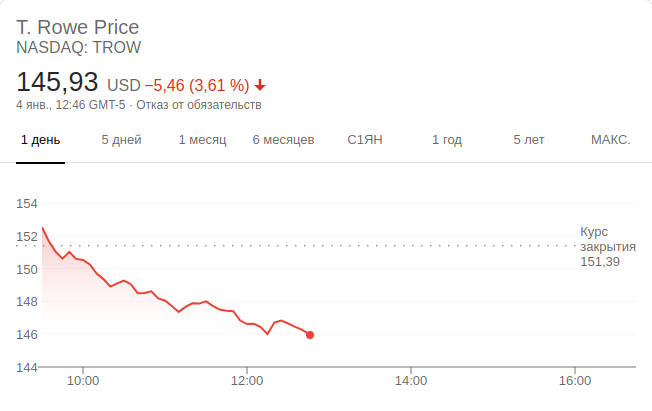 T. Rowe Price
NASDAQ: TROW
145,93 USD −5,46 (3,61 %)
4 янв., 12:46 GMT-5 · Отказ от обязательств
1 день 5 дней 1 месяц 6 месяцев С1ЯН 1 год 5 лет МАКС.
154
152
150
148
146
144
Курс
закрытия
151,39
10:00 12:00 14:00 16:00